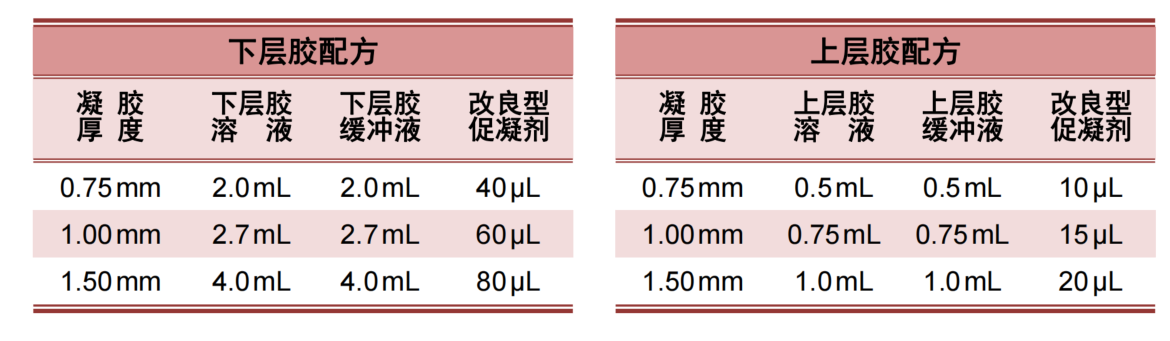 下层胶配方
凝 胶 下层胶 下层胶 改良型
厚 度 溶 液 缓冲液 促凝剂
0.75mm 2.0mL 2.0mL 40μL
1.00mm 2.7mL 2.7mL 60μL
1.50mm 4.0mL 4.0mL 80μL
上层胶配方
凝 胶 上层胶 上层胶 改良型
厚 度 溶 液 缓冲液 促凝剂
0.75mm 0.5mL 0.5mL 10μL
1.00mm 0.75mL 0.75mL 15μL
1.50mm 1.0mL 1.0mL 20μL